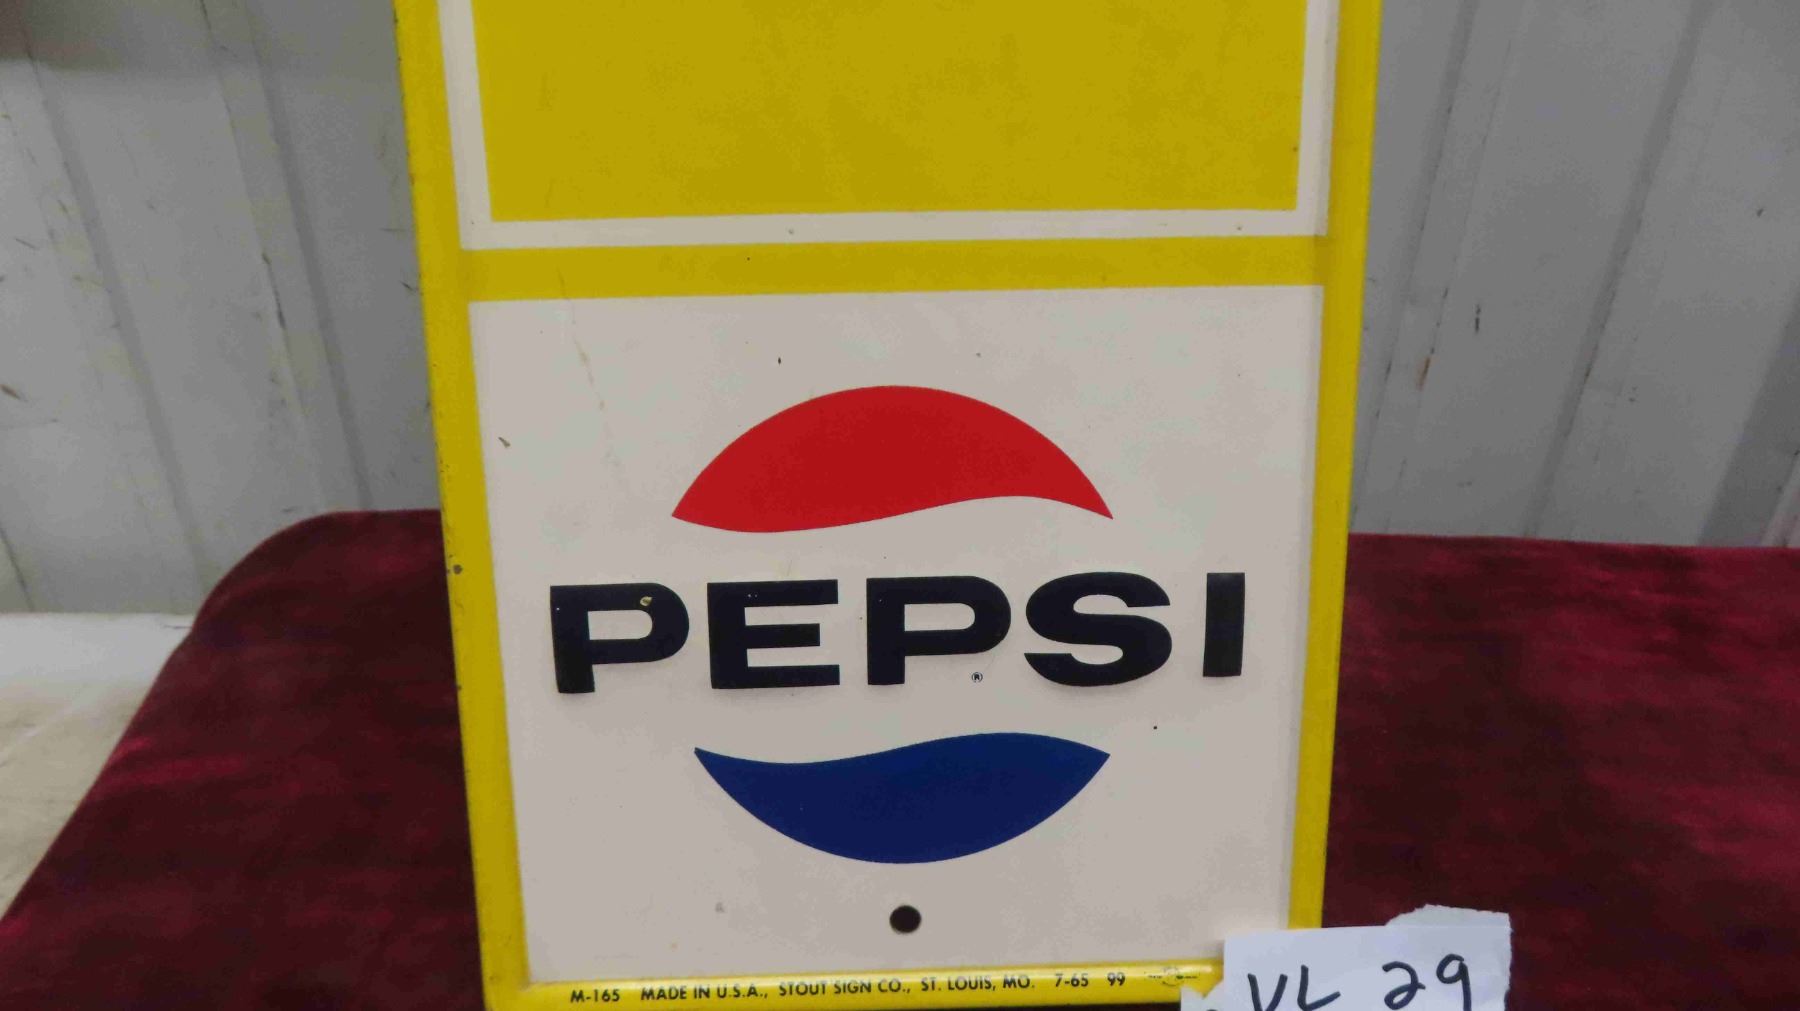 PEPSI
®
M-165 MADE IN U.S.A., STOUT SIGN CO., ST. LOUIS, MO. 7-65 99
VL 29